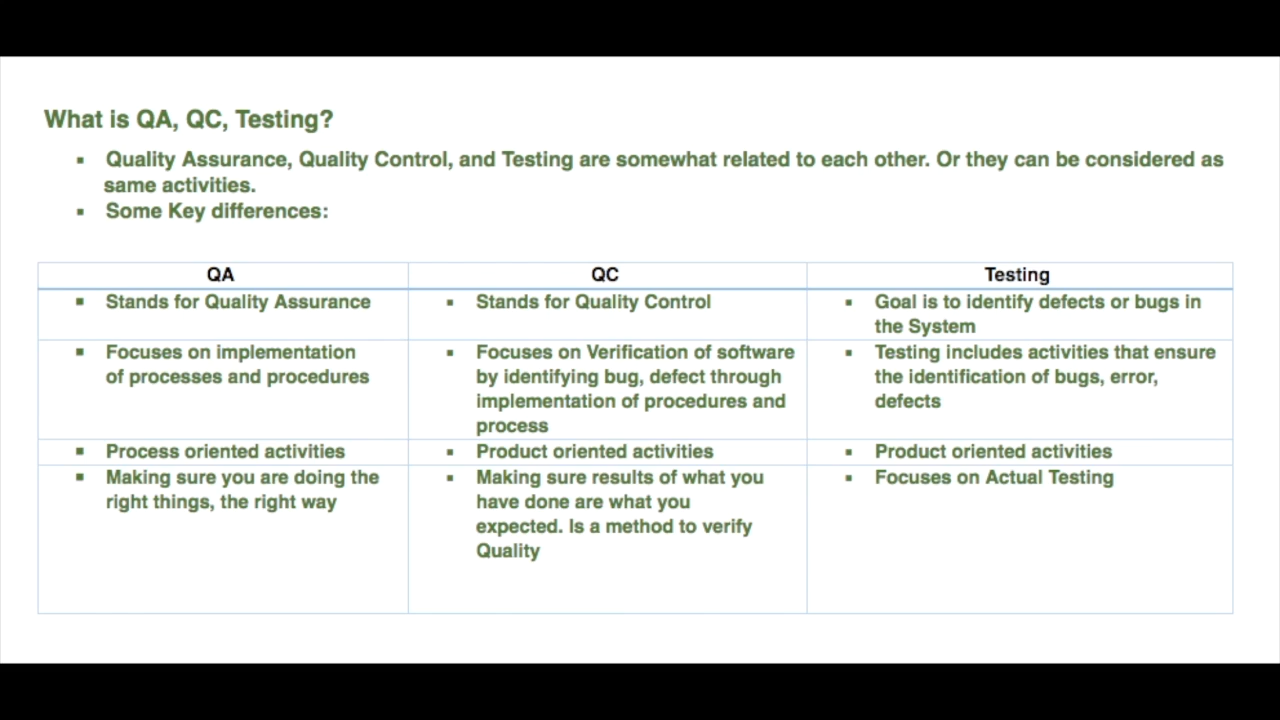 What is QA, QC, Testing?
▪ Quality Assurance, Quality Control, and Testing are somewhat related to each other. Or they can be considered as
same activities.
▪ Some Key differences:
QA QC Testing
▪ Stands for Quality Assurance
▪ Stands for Quality Control
▪ Goal is to identify defects or bugs in
the System
▪ Focuses on implementation
of processes and procedures
▪ Focuses on Verification of software
by identifying bug, defect through
implementation of procedures and
process
▪ Testing includes activities that ensure
the identification of bugs, error,
defects
▪ Process oriented activities
▪ Product oriented activities
▪ Product oriented activities
▪ Making sure you are doing the
right things, the right way
▪ Making sure results of what you
have done are what you
expected. Is a method to verify
Quality
▪ Focuses on Actual Testing